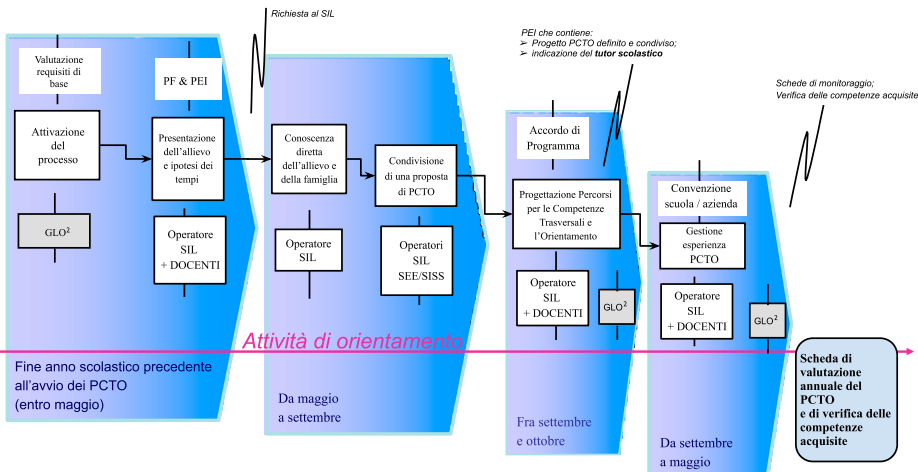 Richiesta al SIL
PEI che contiene:
➢ Progetto PCTO definito e condiviso;
➢ indicazione del tutor scolastico
Schede di monitoraggio;
Verifica delle competenze acquisite
Valutazione
requisiti di
base
PF & PEI
Attivazione
del
processo
Presentazione
dell'allievo
e ipotesi dei
tempi
GLO²
Operatore
SIL
+ DOCENTI
Conoscenza
diretta
dell'allievo e
della famiglia
Condivisione
di una proposta
di PCTO
Operatore
SIL
Operatori
SIL
SEE/SISS
Accordo di
Programma
Progettazione Percorsi
per le Competenze
Trasversali e
l'Orientamento
Operatore
SIL
+ DOCENTI
GLO²
Convenzione
scuola / azienda
Gestione
esperienza
PCTO
Operatore
SIL
+ DOCENTI
GLO²
Attività di orientamento
Fine anno scolastico precedente
all'avvio dei PCTO
(entro maggio)
Da maggio
a settembre
Fra settembre
e ottobre
Da settembre
a maggio
Scheda di
valutazione
annuale del
PCTO
e di verifica delle
competenze
acquisite